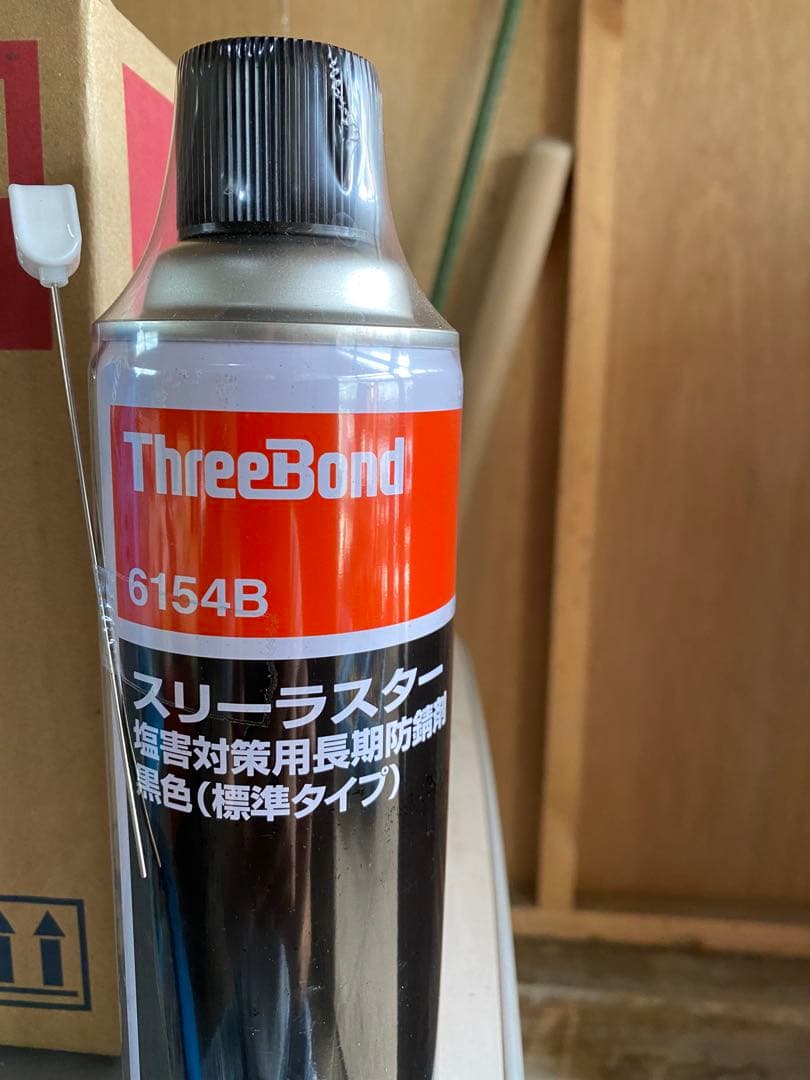 ThreeBond
6154B
スリーラスター
塩害対策用長期防錆剤
黒色(標準タイプ)